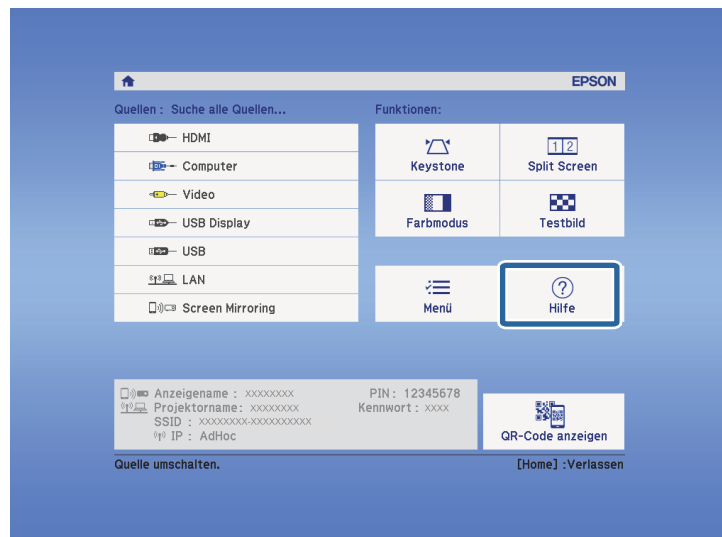 EPSON
Quellen : Suche alle Quellen...
Funktionen:
HDMI
Computer
Video
USB Display
USB
LAN
Screen Mirroring
Keystone
1 2
Split Screen
Farbmodus
Testbild
Menü
?
Hilfe
Anzeigename : xxxxxxxx
PIN : 12345678
Projektorname: xxxxxxxx
Kennwort : xxxx
SSID : xxxxxxxx-xxxxxxxxxx
IP : AdHoc
QR-Code anzeigen
Quelle umschalten.
[Home] :Verlassen